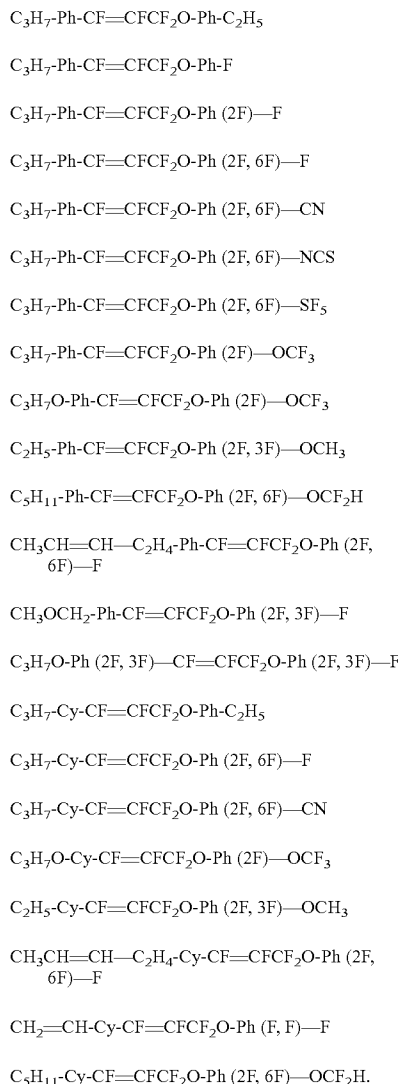 C₃H₇-Ph-CF=CFCF₂O-Ph-C₂H₅
C₃H₇-Ph-CF=CFCF₂O-Ph-F
C₃H₇-Ph-CF=CFCF₂O-Ph (2F)—F
C₃H₇-Ph-CF=CFCF₂O-Ph (2F, 6F)—F
C₃H₇-Ph-CF=CFCF₂O-Ph (2F, 6F)—CN
C₃H₇-Ph-CF=CFCF₂O-Ph (2F, 6F)—NCS
C₃H₇-Ph-CF=CFCF₂O-Ph (2F, 6F)—SF₅
C₃H₇-Ph-CF=CFCF₂O-Ph (2F)—OCF₃
C₃H₇O-Ph-CF=CFCF₂O-Ph (2F)—OCF₃
C₂H₅-Ph-CF=CFCF₂O-Ph (2F, 3F)—OCH₃
C₅H₁₁-Ph-CF=CFCF₂O-Ph (2F, 6F)—OCF₂H
CH₃CH=CH—C₂H₄-Ph-CF=CFCF₂O-Ph (2F,
6F)—F
CH₃OCH₂-Ph-CF=CFCF₂O-Ph (2F, 3F)—F
C₃H₇O-Ph (2F, 3F)—CF=CFCF₂O-Ph (2F, 3F)—F
C₃H₇-Cy-CF=CFCF₂O-Ph-C₂H₅
C₃H₇-Cy-CF=CFCF₂O-Ph (2F, 6F)—F
C₃H₇-Cy-CF=CFCF₂O-Ph (2F, 6F)—CN
C₃H₇O-Cy-CF=CFCF₂O-Ph (2F)—OCF₃
C₂H₅-Cy-CF=CFCF₂O-Ph (2F, 3F)—OCH₃
CH₃CH=CH—C₂H₄-Cy-CF=CFCF₂O-Ph (2F,
6F)—F
CH₂=CH-Cy-CF=CFCF₂O-Ph (F, F)—F
C₅H₁₁-Cy-CF=CFCF₂O-Ph (2F, 6F)—OCF₂H.